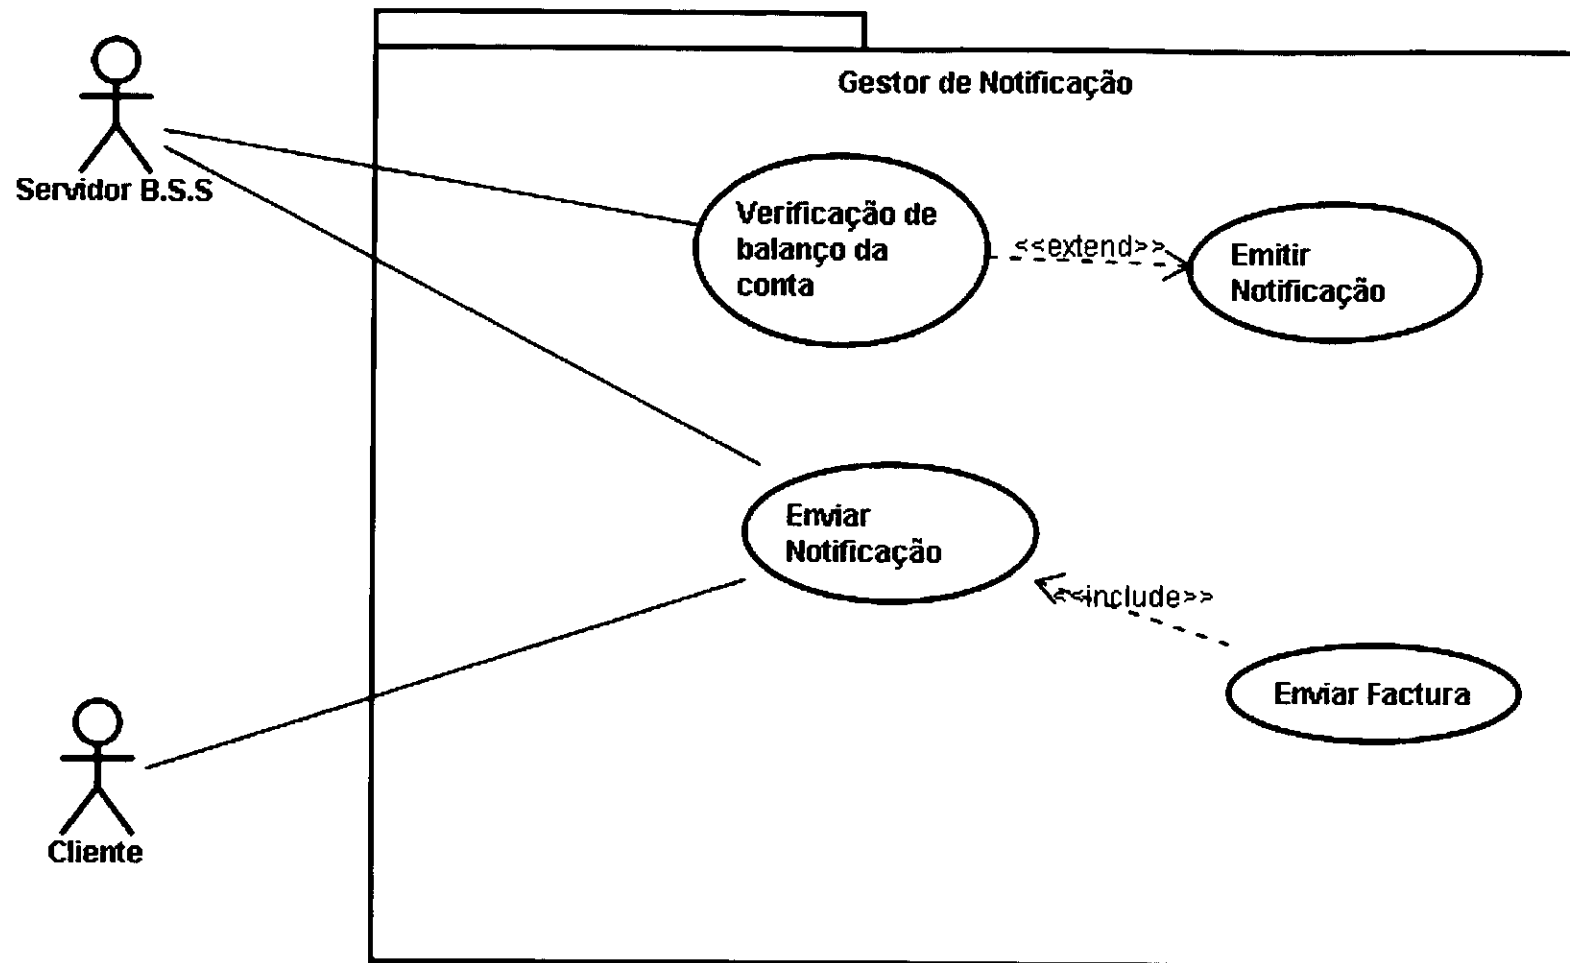 Gestor de Notificação
Servidor B.S.S
Verificação de
balanço da
conta
<<extend>>
Emitir
Notificação
Enviar
Notificação
<<include>>
Enviar Factura
Cliente